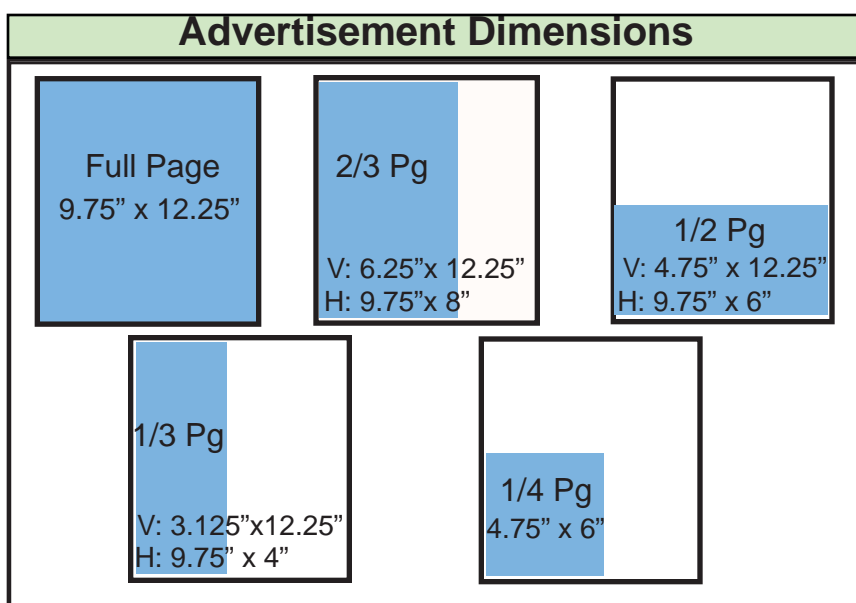 Advertisement Dimensions
Full Page
9.75” x 12.25”
2/3 Pg
V: 6.25”x 12.25”
H: 9.75”x 8”
1/2 Pg
V: 4.75” x 12.25”
H: 9.75” x 6”
1/3 Pg
V: 3.125”x12.25”
H: 9.75” x 4”
1/4 Pg
4.75” x 6”